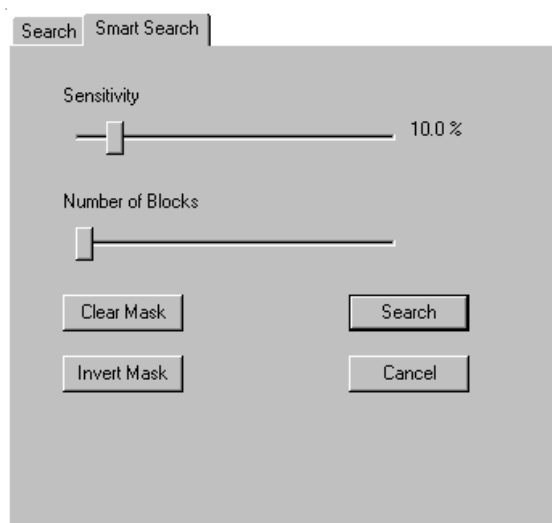 Search
Smart Search
Sensitivity
10.0 %
Number of Blocks
Clear Mask
Search
Invert Mask
Cancel